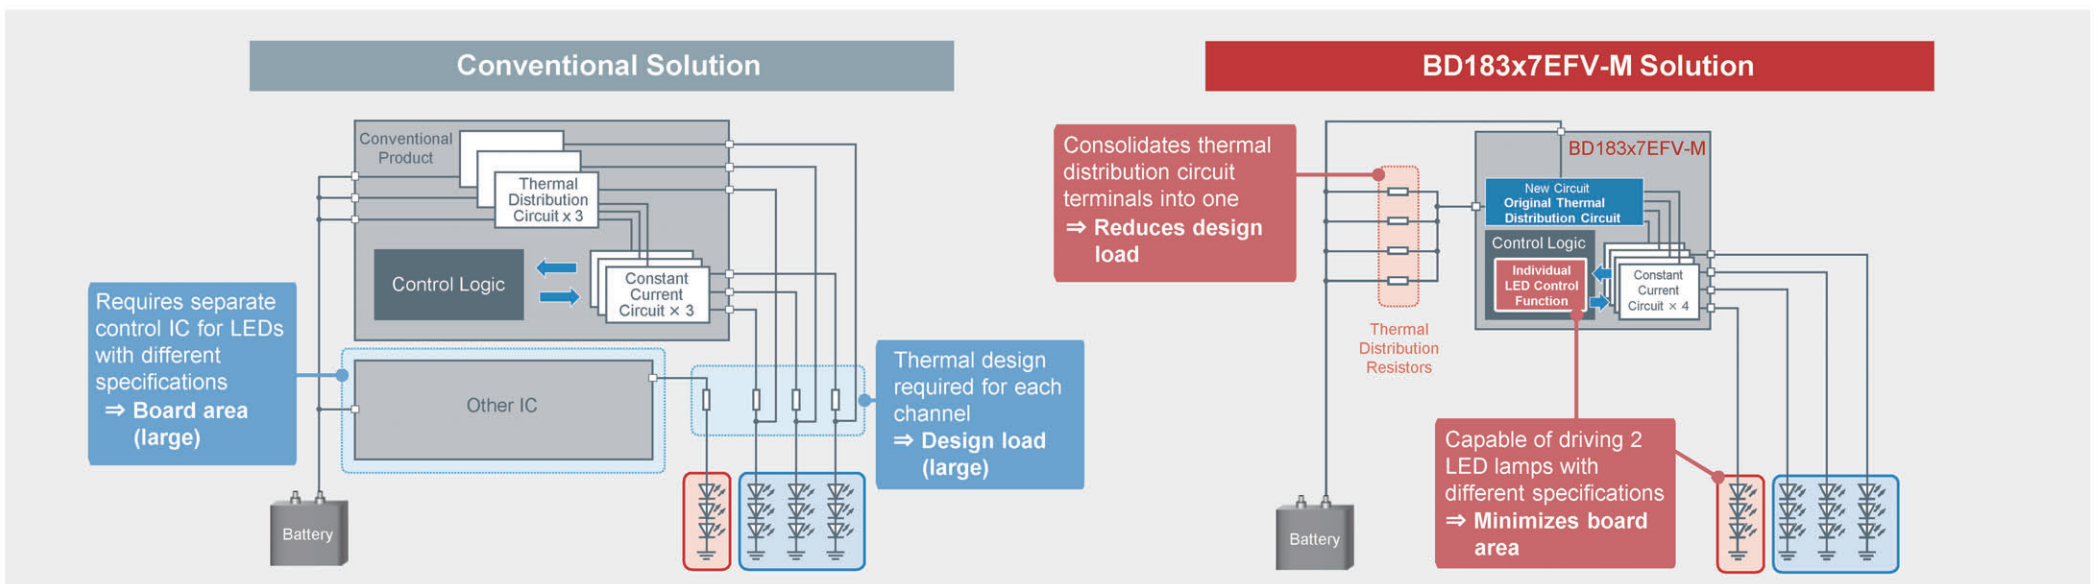 Conventional Solution
Conventional
Product
Thermal
Distribution
Circuit x 3
Control Logic
Constant
Current
Circuit × 3
Requires separate
control IC for LEDs
with different
specifications
⇒ Board area
(large)
Other IC
Thermal design
required for each
channel
⇒ Design load
(large)
Battery
BD183x7EFV-M Solution
Consolidates thermal
distribution circuit
terminals into one
⇒ Reduces design
load
BD183x7EFV-M
New Circuit
Original Thermal
Distribution Circuit
Control Logic
Individual
LED Control
Function
Constant
Current
Circuit × 4
Thermal
Distribution
Resistors
Capable of driving 2
LED lamps with
different specifications
⇒ Minimizes board
area
Battery